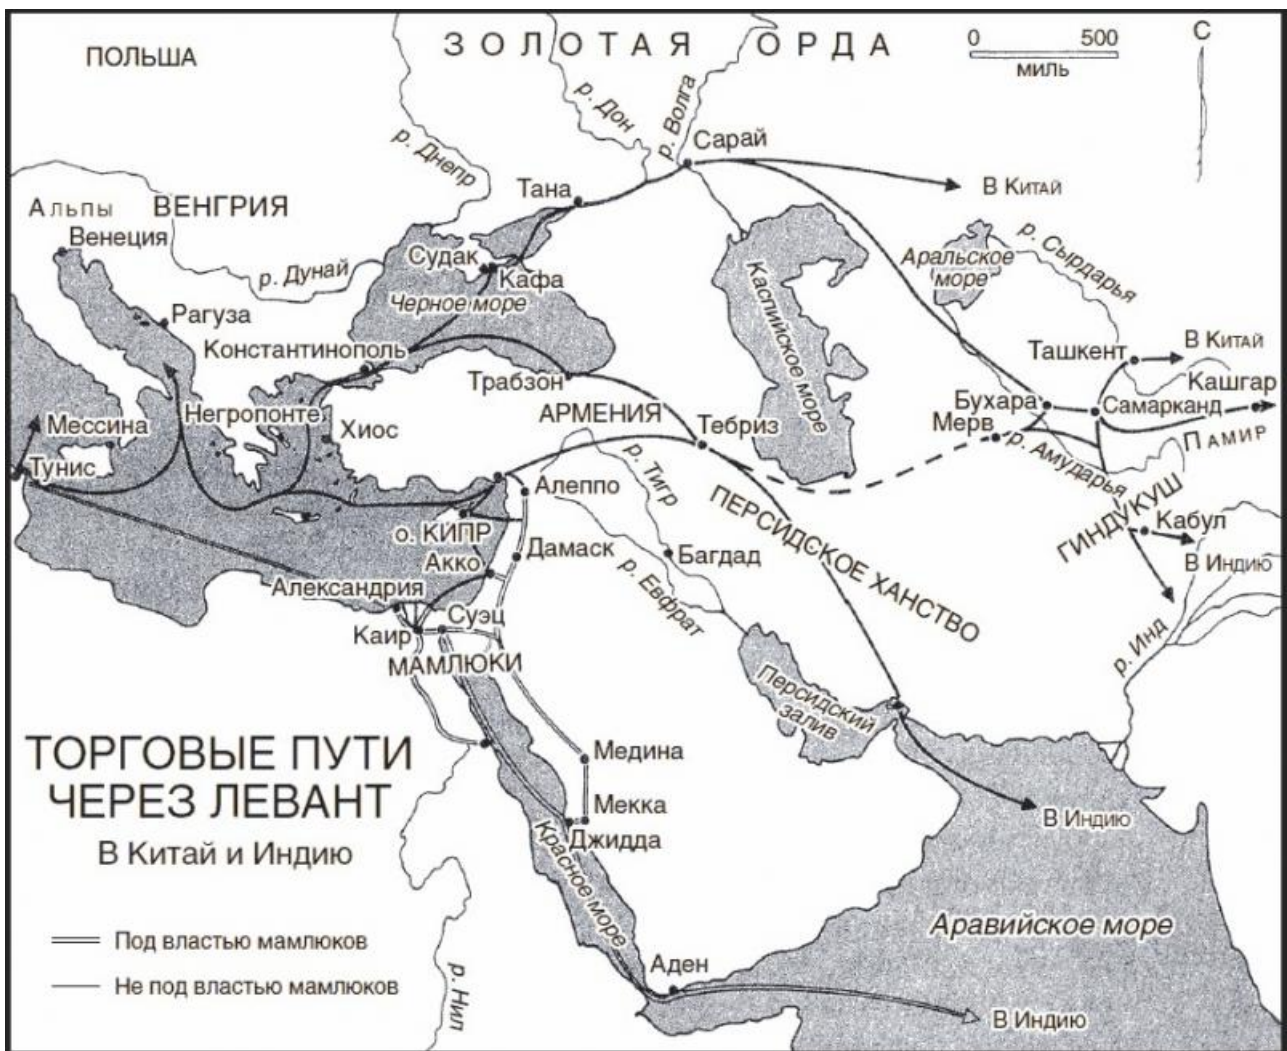 ПОЛЬША
ЗОЛОТАЯ ОРДА
0 500
МИЛЬ
С
р. Днепр
р. Дон
р. Волга
Сарай
В КИТАЙ
Тана
АЛЬПЫ
ВЕНГРИЯ
Венеция
р. Дунай
Судак
Кафа
Черное море
Каспийское море
Аральское
море
р. Сырдарья
Рагуза
Константинополь
Трабзон
АРМЕНИЯ
Тебриз
Ташкент
В КИТАЙ
Кашгар
Бухара
Самарканд
Мерв
ПАМИР
р. Амударья
Мессина
Негропонте
Хиос
Тунис
Алеппо
р. Тигр
ПЕРСИДСКОЕ ХАНСТВО
ГИНДУКУШ
Кабул
В ИНДИЮ
о. КИПР
Дамаск
Багдад
Акко
р. Евфрат
Александрия
Суэц
Каир
МАМЛЮКИ
р. Инд
Персидский
залив
ТОРГОВЫЕ ПУТИ
ЧЕРЕЗ ЛЕВАНТ
В Китай и Индию
Медина
Мекка
Джидда
В ИНДИЮ
Красное море
Аравийское море
Под властью мамлюков
Не под властью мамлюков
р. Нил
Аден
В ИНДИЮ